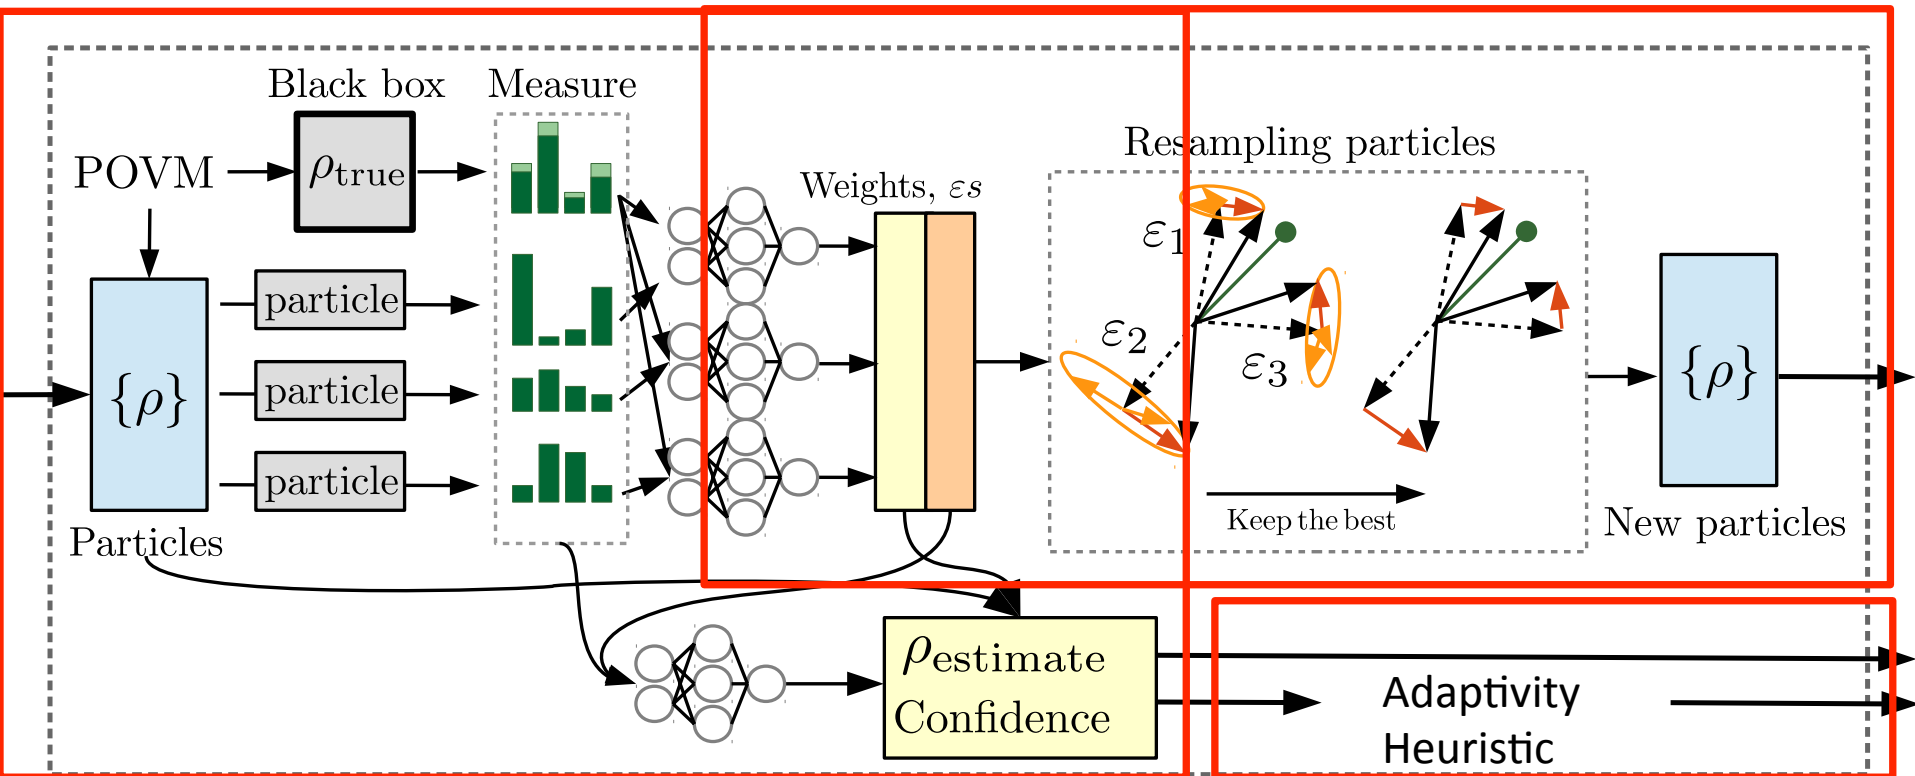 Black box
Measure
POVM
ρtrue
Weights, εs
Resampling particles
ε1
ε2
ε3
particle
particle
particle
{ρ}
{ρ}
Keep the best
Particles
New particles
ρestimate
Confidence
Adaptivity
Heuristic